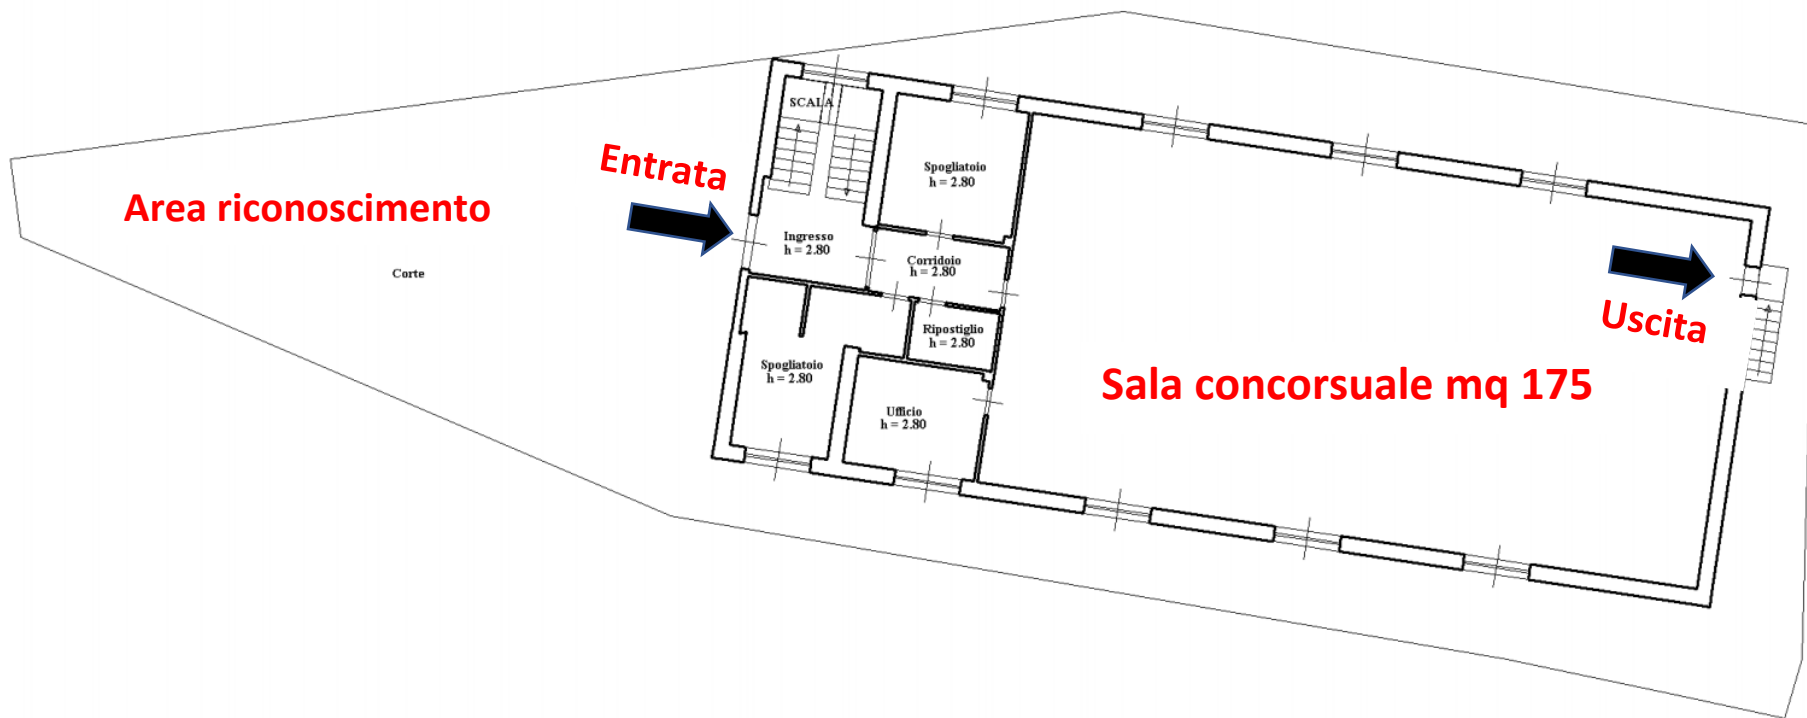 SCALA
Entrata
Spogliatoio
h = 2.80
Area riconoscimento
Ingresso
h = 2.80
Corridoio
h = 2.80
Corte
Uscita
Ripostiglio
h = 2.80
Spogliatoio
h = 2.80
Sala concorsuale mq 175
Ufficio
h = 2.80